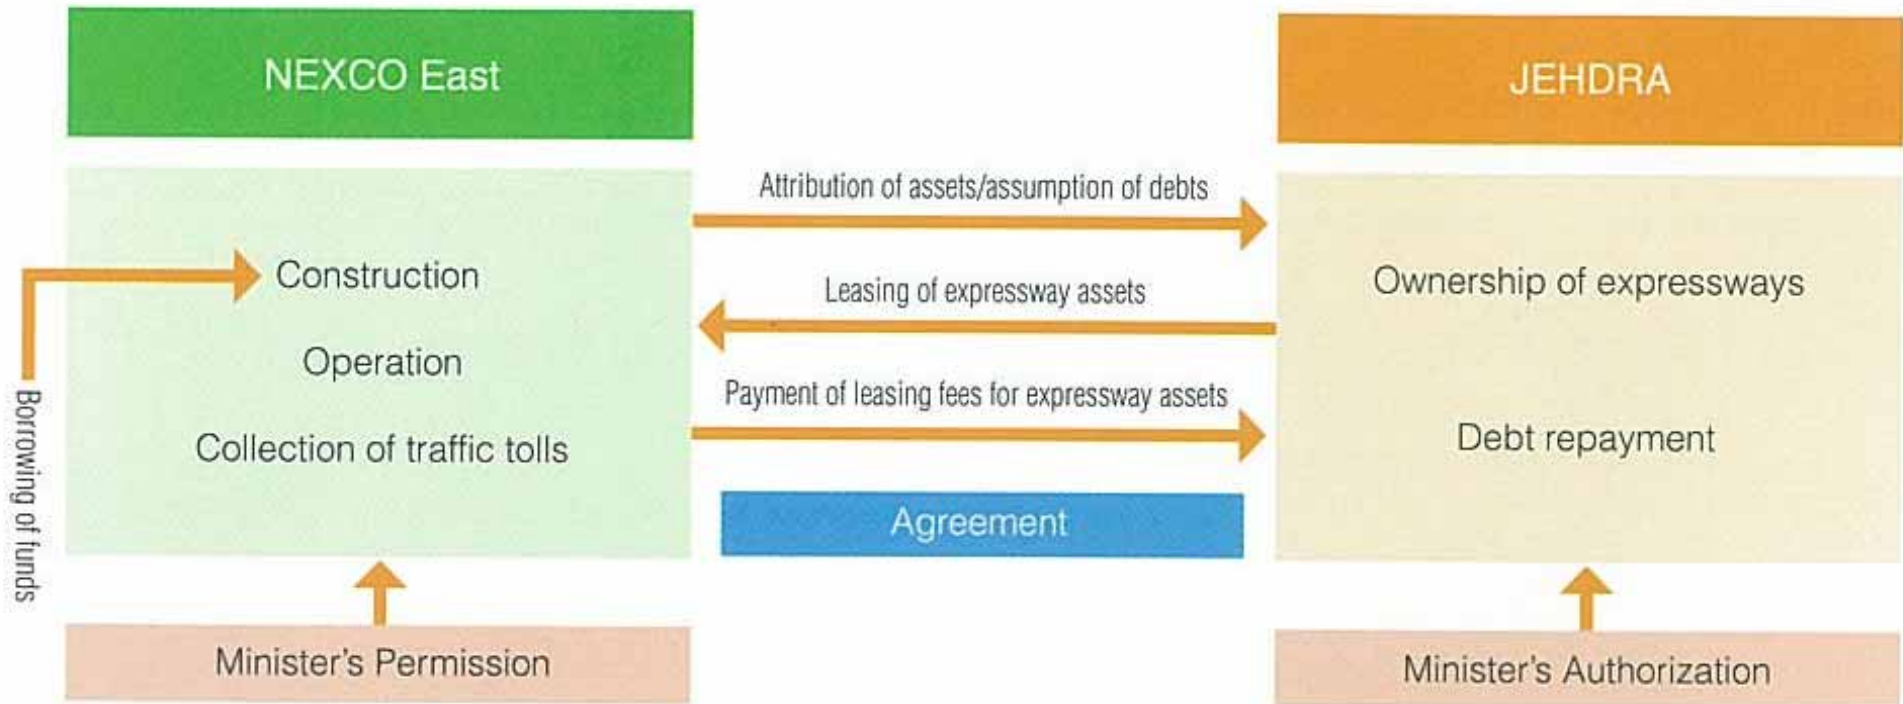 NEXCO East
JEHDRA
Attribution of assets/assumption of debts
Construction
Leasing of expressway assets
Ownership of expressways
Operation
Payment of leasing fees for expressway assets
Collection of traffic tolls
Debt repayment
Borrowing of funds
Agreement
Minister's Permission
Minister's Authorization